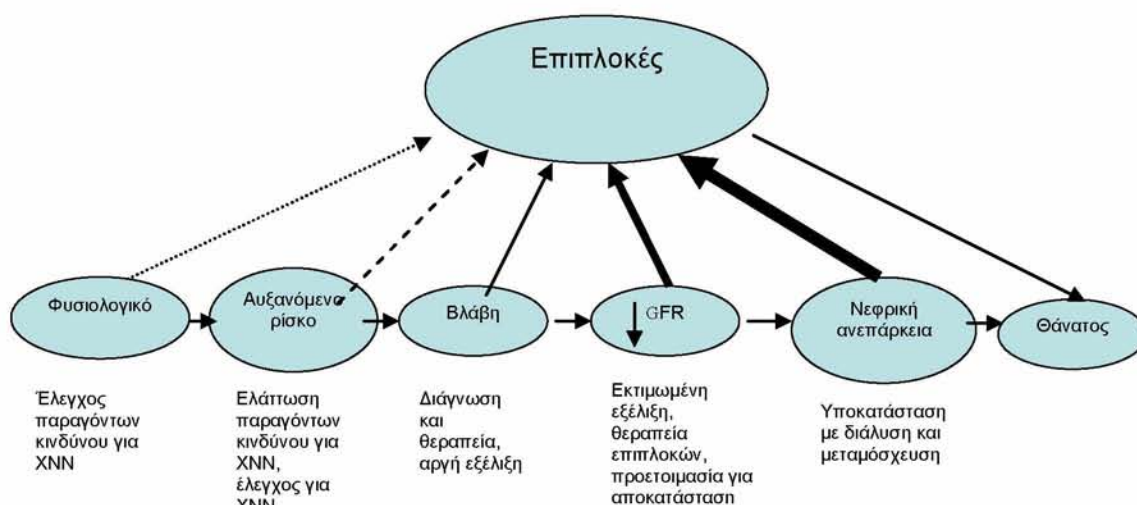 Επιπλοκές
Φυσιολογικό
Αυξανόμενο
ρίσκο
Βλάβη
GFR
Νεφρική
ανεπάρκεια
Θάνατος
Έλεγχος
παραγόντων
κινδύνου για
ΧΝΝ
Ελάττωση
παραγόντων
κινδύνου για
ΧΝΝ,
έλεγχος για
ΧΝΝ
Διάγνωση
και
θεραπεία,
αργή εξέλιξη
Εκτιμωμένη
εξέλιξη,
θεραπεία
επιπλοκών,
προετοιμασία για
αποκατάσταση
Υποκατάσταση
με διάλυση και
μεταμόσχευση